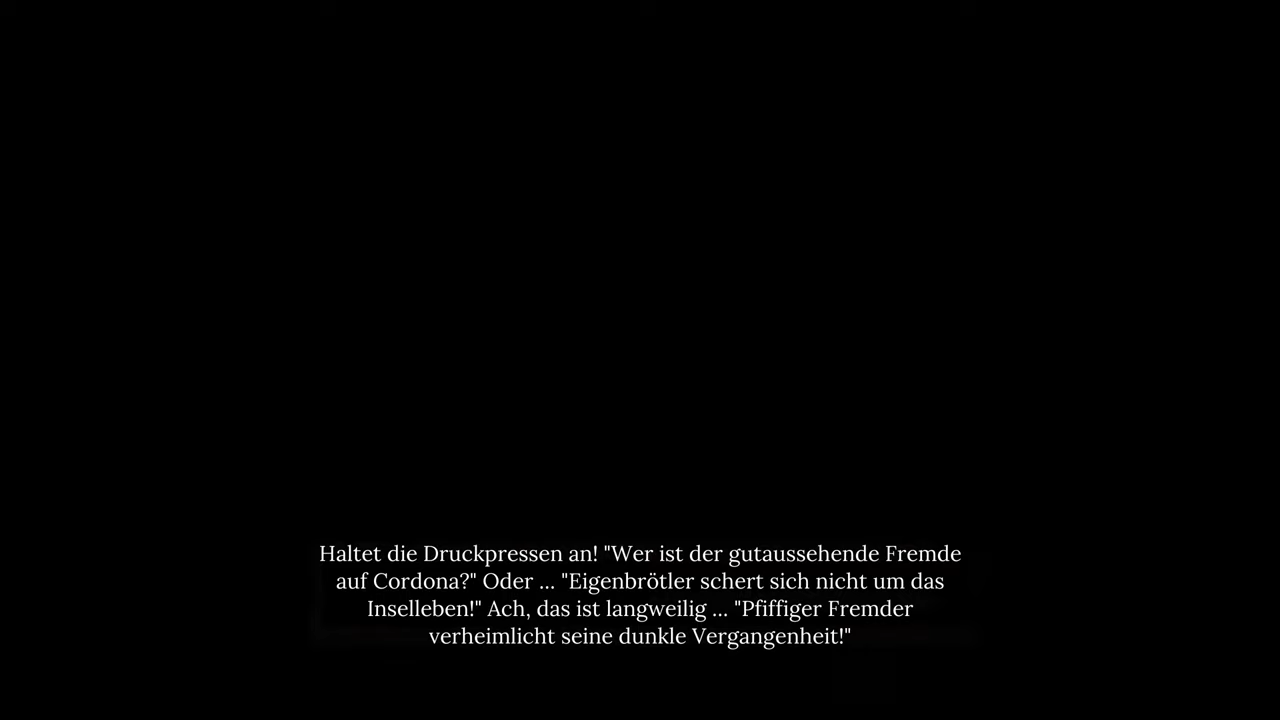 Haltet die Druckpressen an! "Wer ist der gutaussehende Fremde
auf Cordona?" Oder ... "Eigenbrötler schert sich nicht um das
Inselleben!" Ach, das ist langweilig ... "Pfiffiger Fremder
verheimlicht seine dunkle Vergangenheit!"